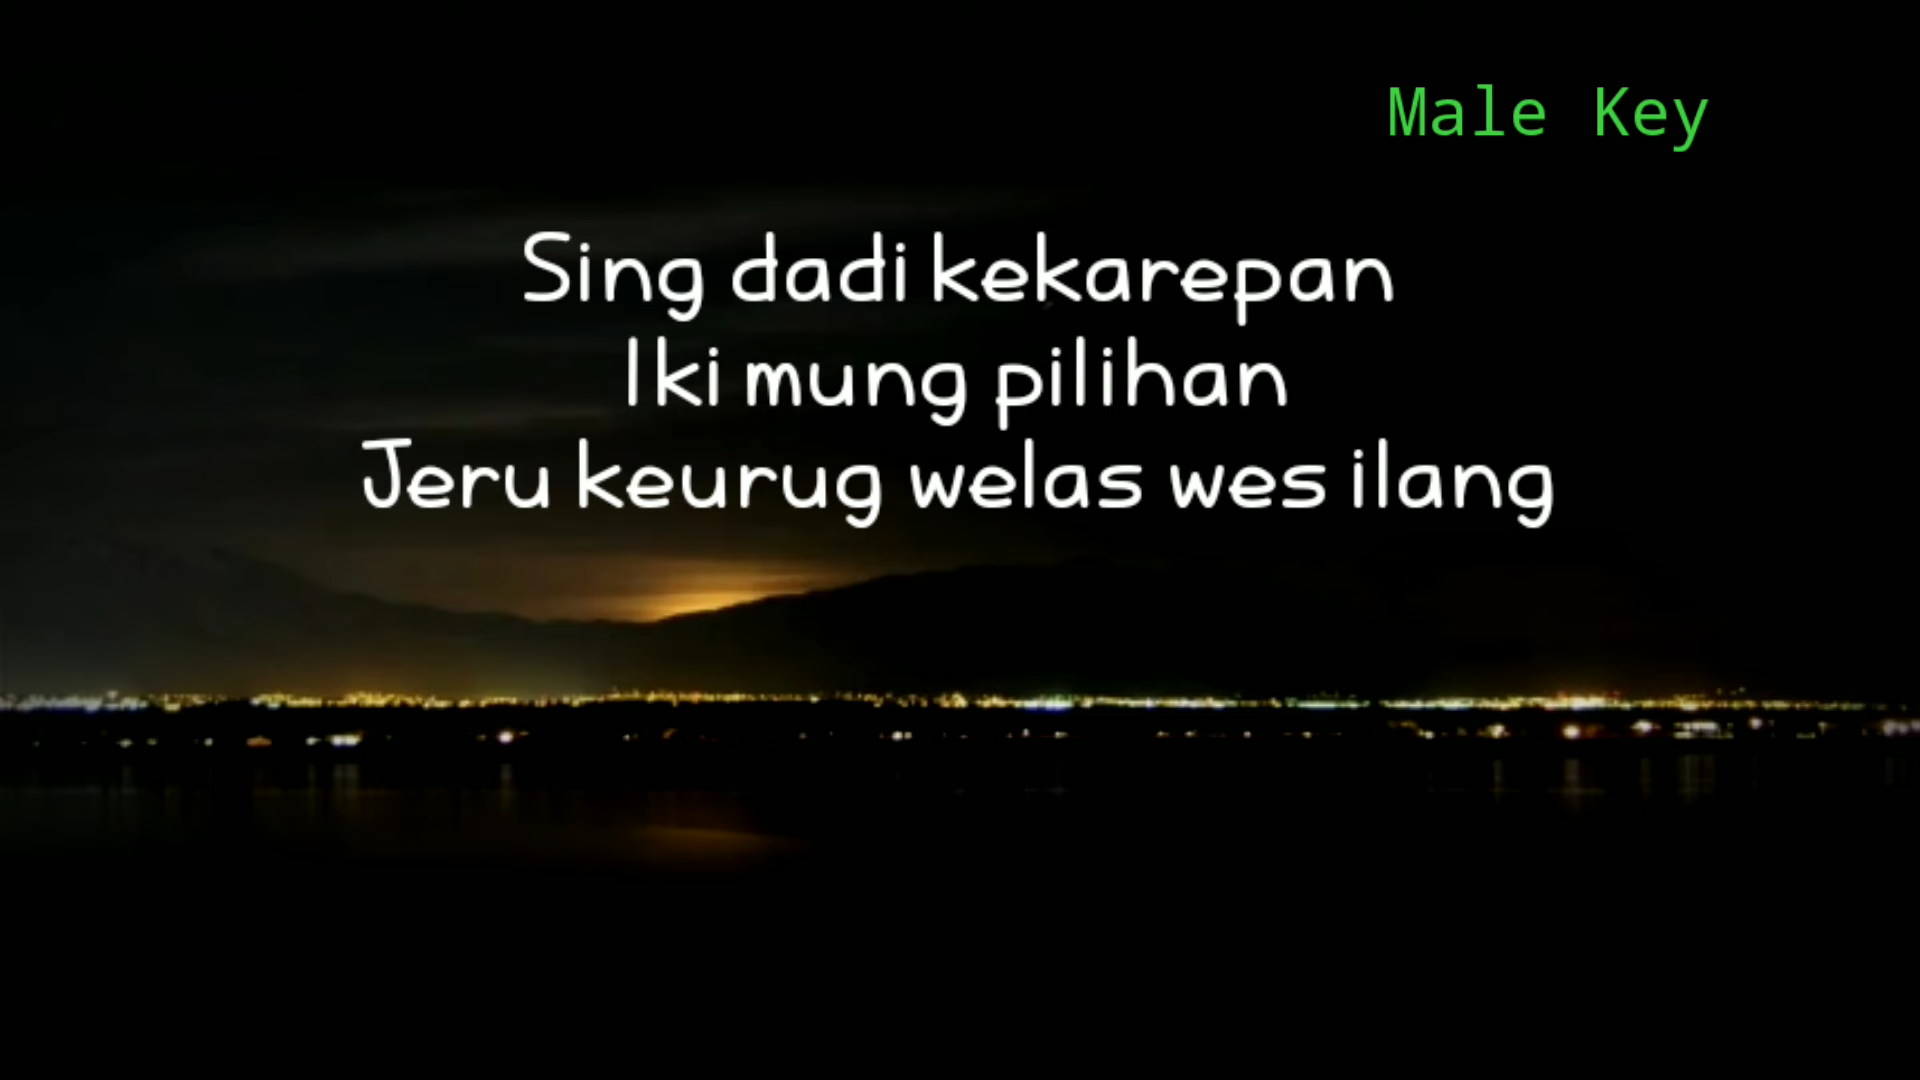 Male Key
Sing dadi kekarepan
Iki mung pilihan
Jeru keurug welas wes ilang